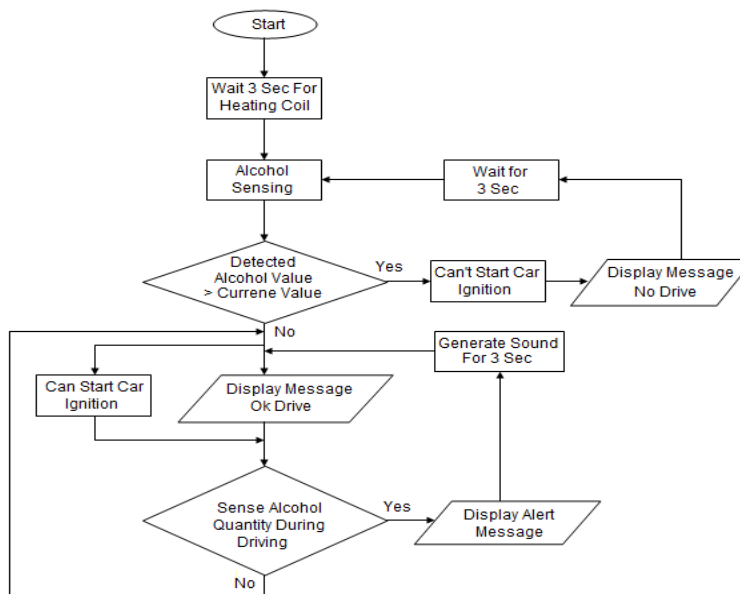 Start
Wait 3 Sec For
Heating Coil
Alcohol
Sensing
Wait for
3 Sec
Detected
Alcohol Value
> Currene Value
Yes
Can't Start Car
Ignition
Display Message
No Drive
No
Generate Sound
For 3 Sec
Can Start Car
Ignition
Display Message
Ok Drive
Sense Alcohol
Quantity During
Driving
Yes
Display Alert
Message
No